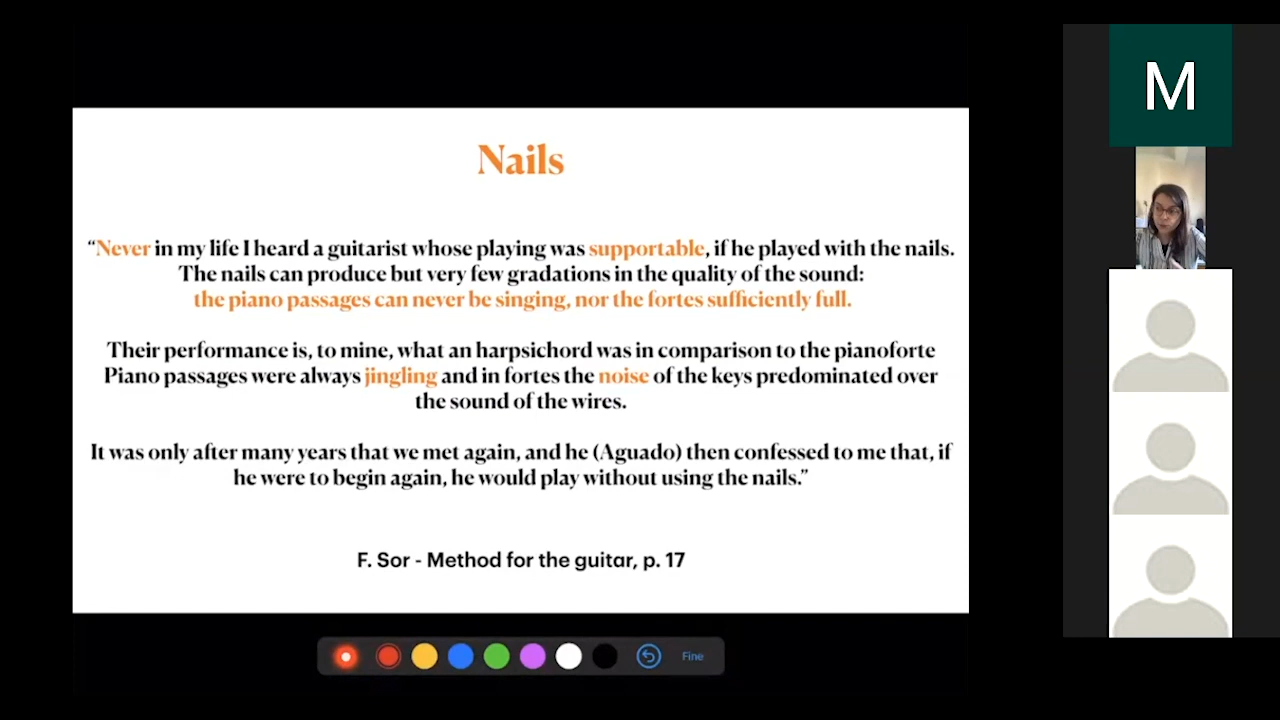 Nails
“Never in my life I heard a guitarist whose playing was supportable, if he played with the nails.
The nails can produce but very few gradations in the quality of the sound:
the piano passages can never be singing, nor the fortes sufficiently full.
Their performance is, to mine, what an harpsichord was in comparison to the pianoforte
Piano passages were always jingling and in fortes the noise of the keys predominated over
the sound of the wires.
It was only after many years that we met again, and he (Aguado) then confessed to me that, if
he were to begin again, he would play without using the nails.”
F. Sor - Method for the guitar, p. 17
Fine
M